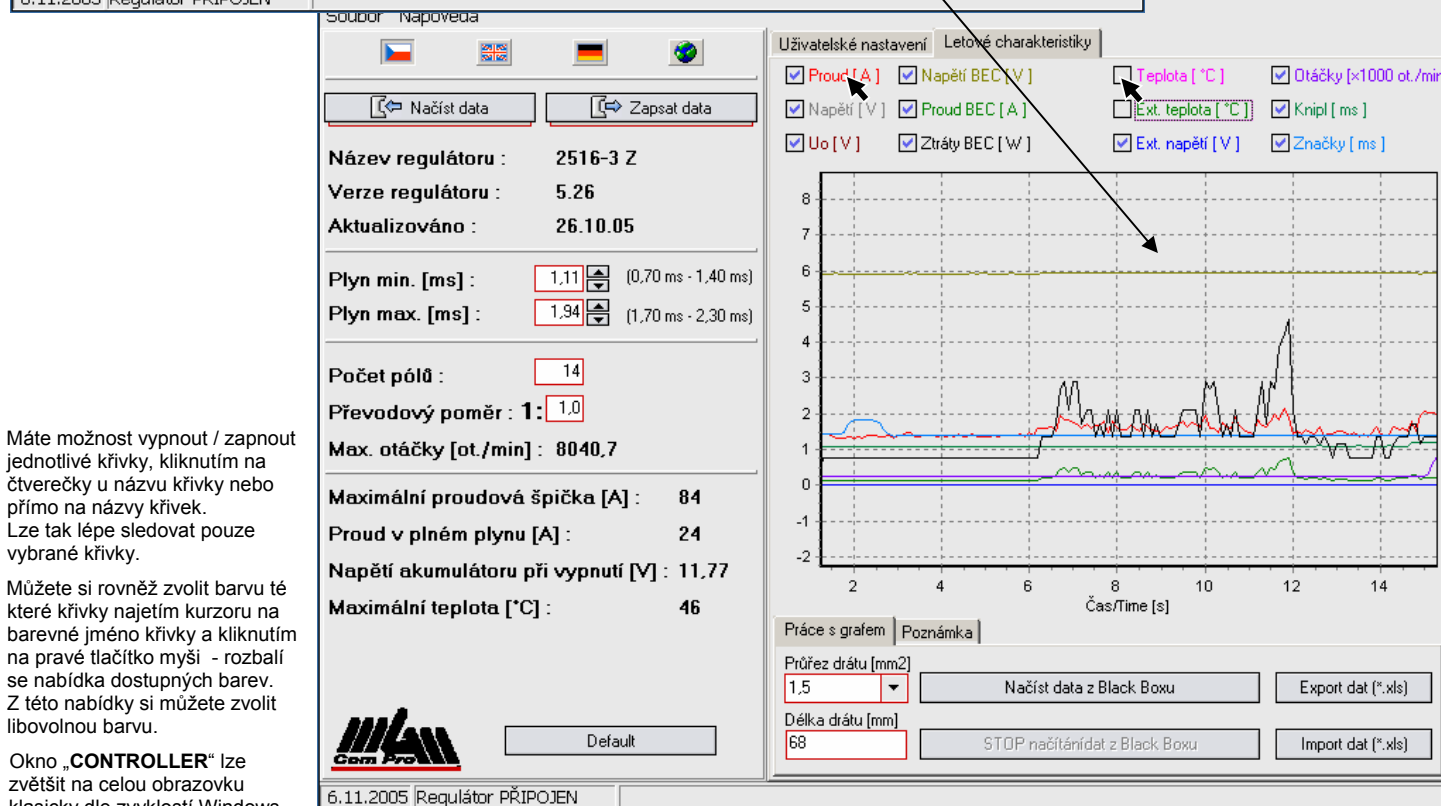 6.11.2005 Regulátor PŘIPOJEN
Soubor Nápověda
Načíst data
Zapsat data
Název regulátoru : 2516-3 Z
Verze regulátoru : 5.26
Aktualizováno : 26.10.05
Plyn min. [ms] : 1,11 (0,70 ms - 1,40 ms)
Plyn max. [ms] : 1,94 (1,70 ms - 2,30 ms)
Počet pólů : 14
Převodový poměr : 1: 1,0
Max. otáčky [ot./min] : 8040,7
Maximální proudová špička [A] : 84
Proud v plném plynu [A] : 24
Napětí akumulátoru při vypnutí [V] : 11,77
Maximální teplota [°C] : 46
Com Pro
Default
6.11.2005 Regulátor PŘIPOJEN
Uživatelské nastavení Letové charakteristiky
Proud [ A ] Napětí BEC [ V ] Teplota [ °C ] Otáčky [×1000 ot./min
Napětí [ V ] Proud BEC [ A ] Ext. teplota [ °C ] Knipl [ ms ]
Uo [ V ] Ztráty BEC [ W ] Ext. napětí [ V ] Značky [ ms ]
8
7
6
5
4
3
2
1
0
-1
-2
2 4 6 8 10 12 14
Čas/Time [s]
Práce s grafem Poznámka
Průřez drátu [mm2]
1,5
Načíst data z Black Boxu
Export dat (*.xls)
Délka drátu [mm]
68
STOP načítánídat z Black Boxu
Import dat (*.xls)
Máte možnost vypnout / zapnout
jednotlivé křivky, kliknutím na
čtverečky u názvu křivky nebo
přímo na názvy křivek.
Lze tak lépe sledovat pouze
vybrané křivky.
Můžete si rovněž zvolit barvu té
které křivky najetím kurzoru na
barevné jméno křivky a kliknutím
na pravé tlačítko myši - rozbalí
se nabídka dostupných barev.
Z této nabídky si můžete zvolit
libovolnou barvu.
Okno „CONTROLLER“ lze
zvětšit na celou obrazovku
klasicky dle zvyklostí Windows